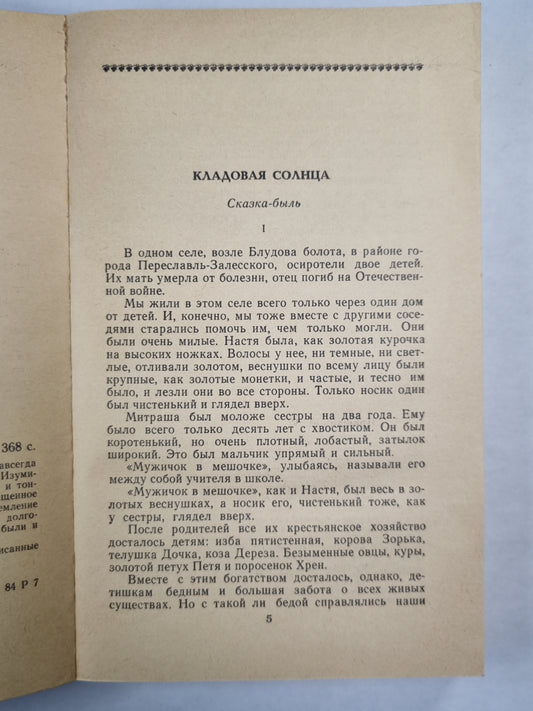 КЛАДОВАЯ СОЛНЦА
Сказка-быль
I
В одном селе, возле Блудова болота, в районе го-
рода Переславль-Залесского, осиротели двое детей.
Их мать умерла от болезни, отец погиб на Отечествен-
ной войне.
Мы жили в этом селе всего только через один дом
от детей. И, конечно, мы тоже вместе с другими сосе-
дями старались помочь им, чем только могли. Они
были очень милые. Настя была, как золотая курочка
на высоких ножках. Волосы у нее, ни темные, ни свет-
лые, отливали золотом, веснушки по всему лицу были
крупные, как золотые монетки, и частые, и тесно им
было, и лезли они во все стороны. Только носик один
был чистенький и глядел вверх.
Митраша был моложе сестры на два года. Ему
было всего только десять лет с хвостиком. Он был
коротенький, но очень плотный, лобастый, затылок
широкий. Это был мальчик упрямый и сильный.
«Мужичок в мешочке», улыбаясь, называли его
между собой учителя в школе.
«Мужичок в мешочке», как и Настя, был весь в зо-
лотых веснушках, а носик его, чистенький тоже, как
у сестры, глядел вверх.
После родителей все их крестьянское хозяйство
досталось детям: изба пятистенная, корова Зорька,
телушка Дочка, коза Дереза. Безыменные овцы, куры,
золотой петух Петя и поросенок Хрен.
Вместе с этим богатством досталось, однако, де-
тишкам бедным и большая забота о всех живых
существах. Но с такой ли бедой справлялись наши
5
368 с.
авсегда
Изуми-
и тон-
щенное
емление
долго-
были и
исанные
84 Р 7